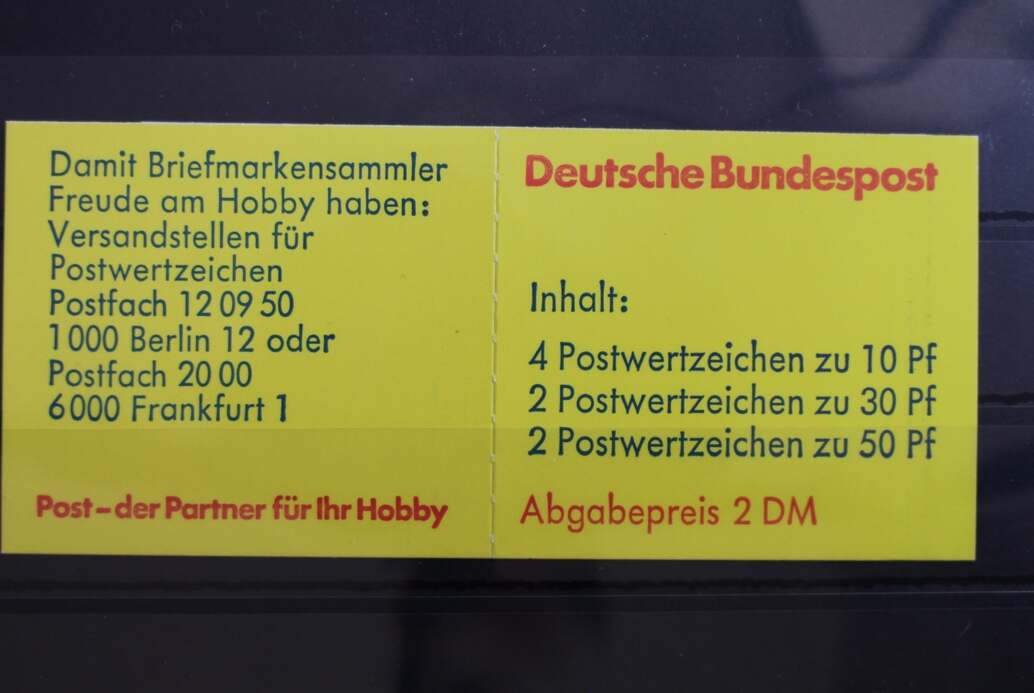 Damit Briefmarkensammler
Freude am Hobby haben:
Versandstellen für
Postwertzeichen
Postfach 12 09 50
1000 Berlin 12 oder
Postfach 20 00
6000 Frankfurt 1
Post – der Partner für Ihr Hobby
Deutsche Bundespost
Inhalt:
4 Postwertzeichen zu 10 Pf
2 Postwertzeichen zu 30 Pf
2 Postwertzeichen zu 50 Pf
Abgabepreis 2 DM